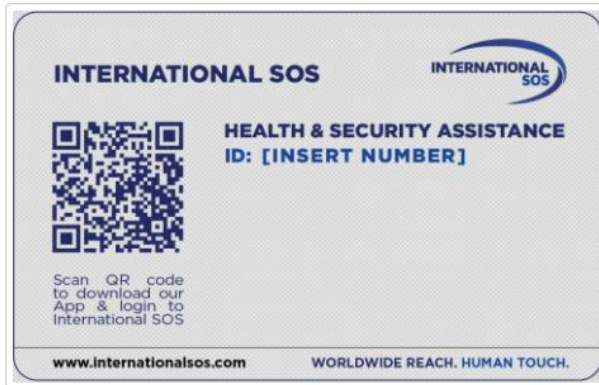 INTERNATIONAL SOS
INTERNATIONAL
SOS
HEALTH & SECURITY ASSISTANCE
ID: [INSERT NUMBER]
Scan QR code
to download our
App & login to
International SOS
www.internationalsos.com
WORLDWIDE REACH. HUMAN TOUCH.